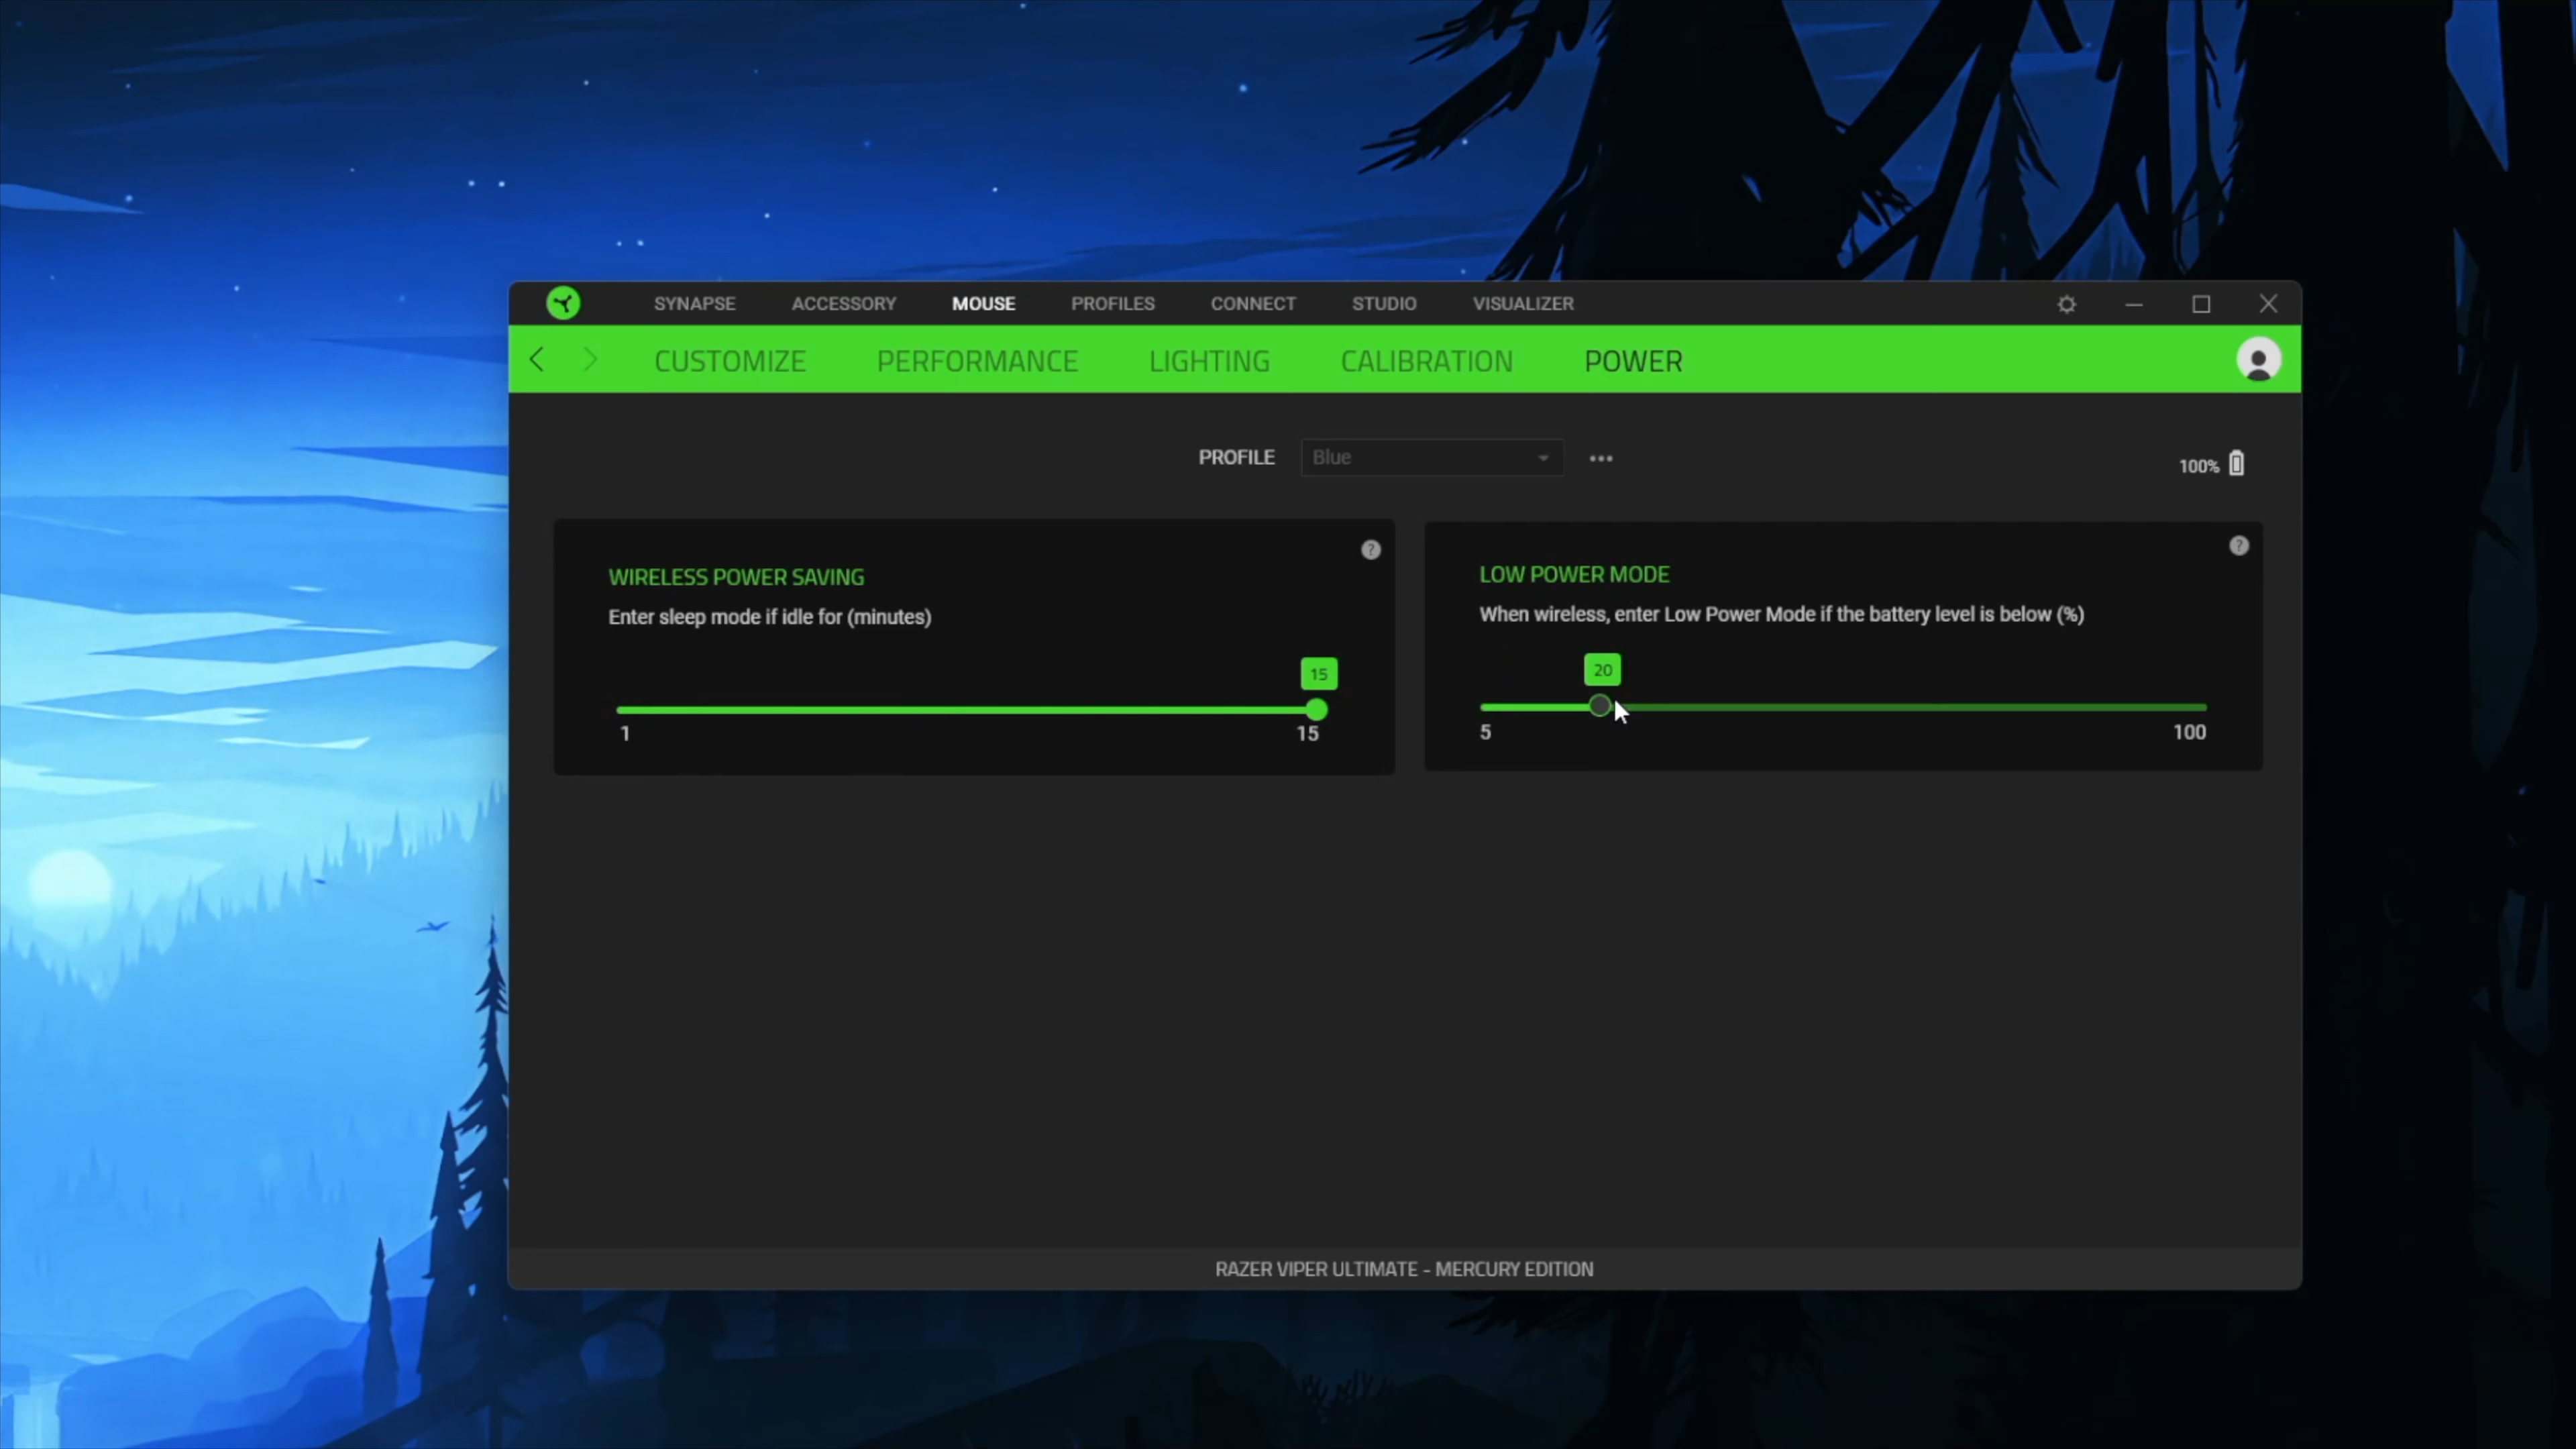 SYNAPSE ACCESSORY MOUSE PROFILES CONNECT STUDIO VISUALIZER
CUSTOMIZE PERFORMANCE LIGHTING CALIBRATION POWER
PROFILE Blue
100%
WIRELESS POWER SAVING
Enter sleep mode if idle for (minutes)
15
1 15
LOW POWER MODE
When wireless, enter Low Power Mode if the battery level is below (%)
20
5 100
RAZER VIPER ULTIMATE - MERCURY EDITION